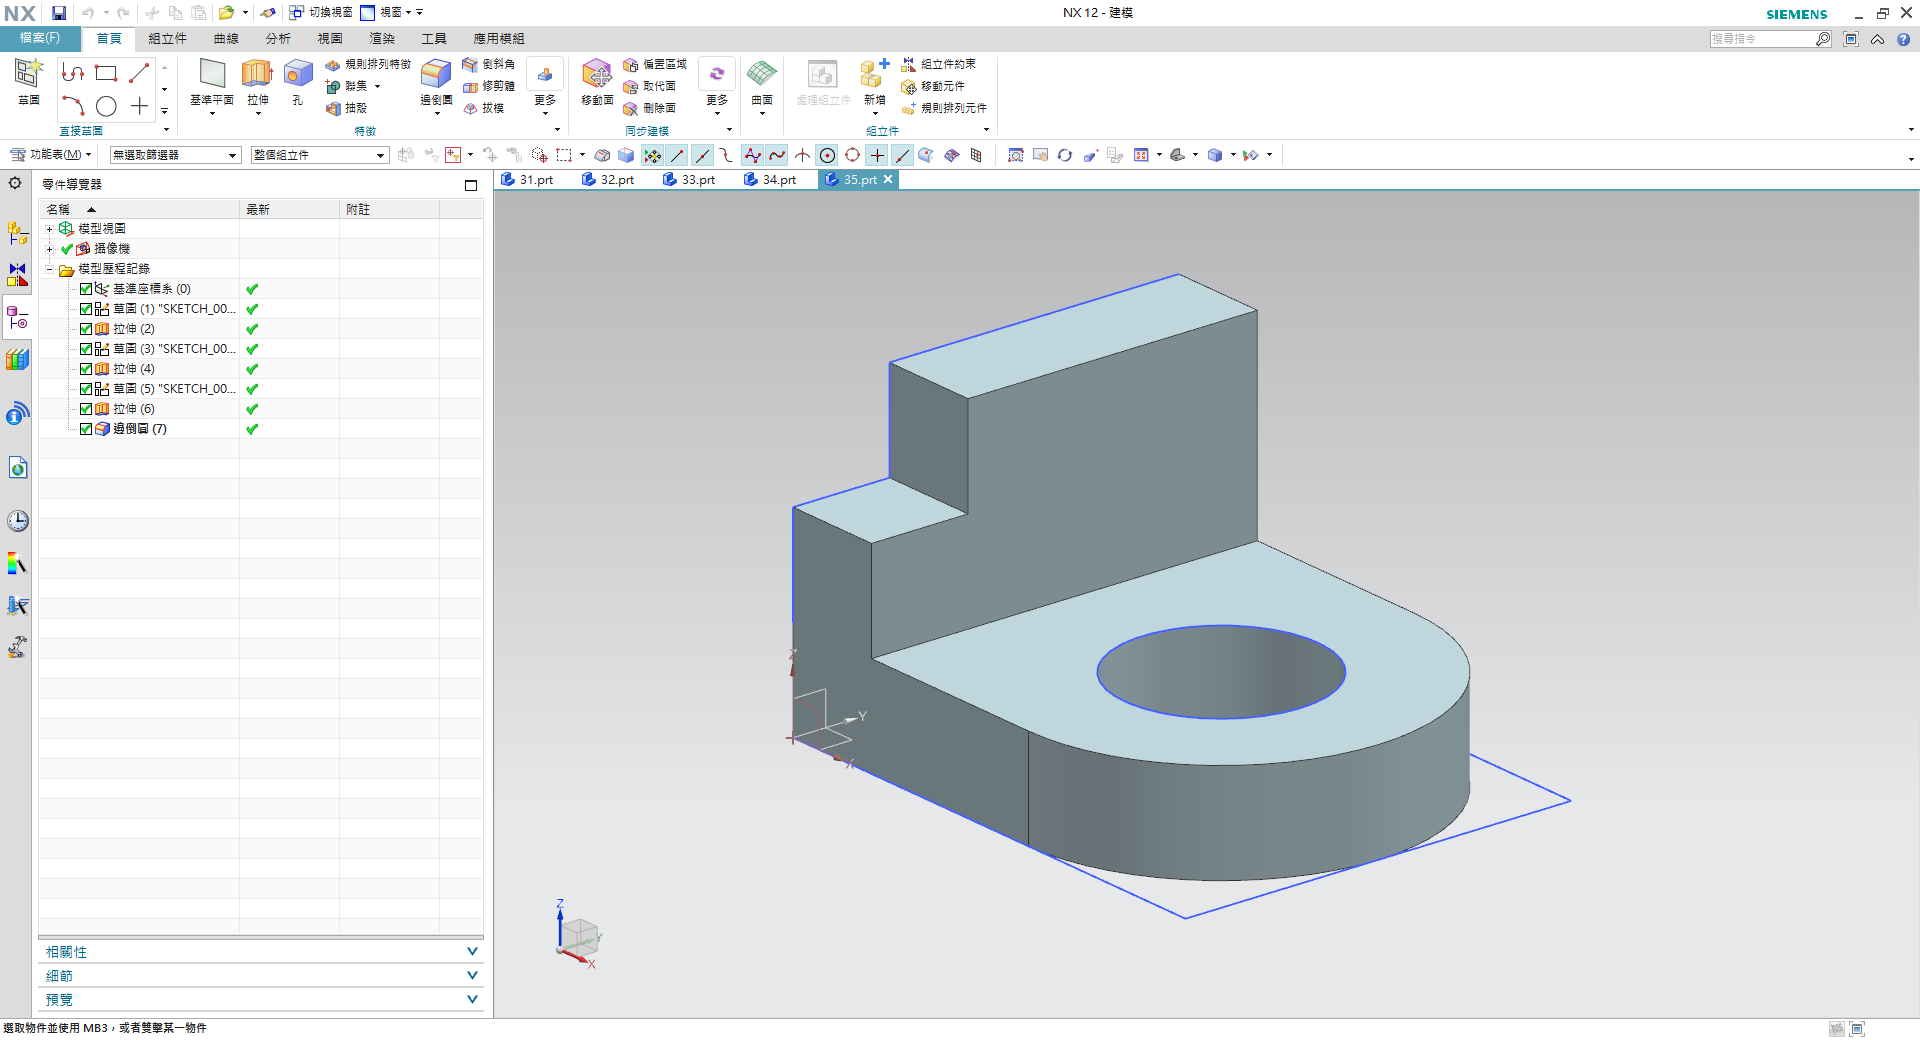 NX 切換視窗 視窗 NX 12 - 建模 SIEMENS
檔案(F) 首頁 組立件 曲線 分析 視圖 渲染 工具 應用模組 搜尋指令
草圖 基準平面 拉伸 孔 規則排列特徵 聯集 抽殼 邊倒圓 倒斜角 修剪體 拔模 更多 移動面 偏置區域 取代面 刪除面 更多 曲面 處理組立件 新增 組立件約束 移動元件 規則排列元件
直接草圖 特徵 同步建模 組立件
功能表(M) 無選取篩選器 整個組立件
零件導覽器 31.prt 32.prt 33.prt 34.prt 35.prt
名稱 最新 附註
模型視圖
攝像機
模型歷程記錄
基準座標系 (0)
草圖 (1) "SKETCH_00...
拉伸 (2)
草圖 (3) "SKETCH_00...
拉伸 (4)
草圖 (5) "SKETCH_00...
拉伸 (6)
邊倒圓 (7)
Z
Y
X
Z
Y
X
相關性
細節
預覽
選取物件並使用 MB3，或者雙擊某一物件